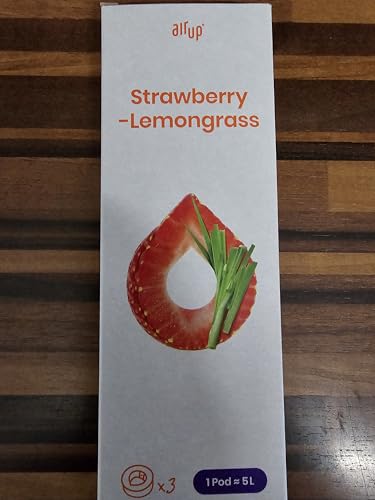 air up®
Strawberry
-Lemongrass
x3
1 Pod ≈ 5L